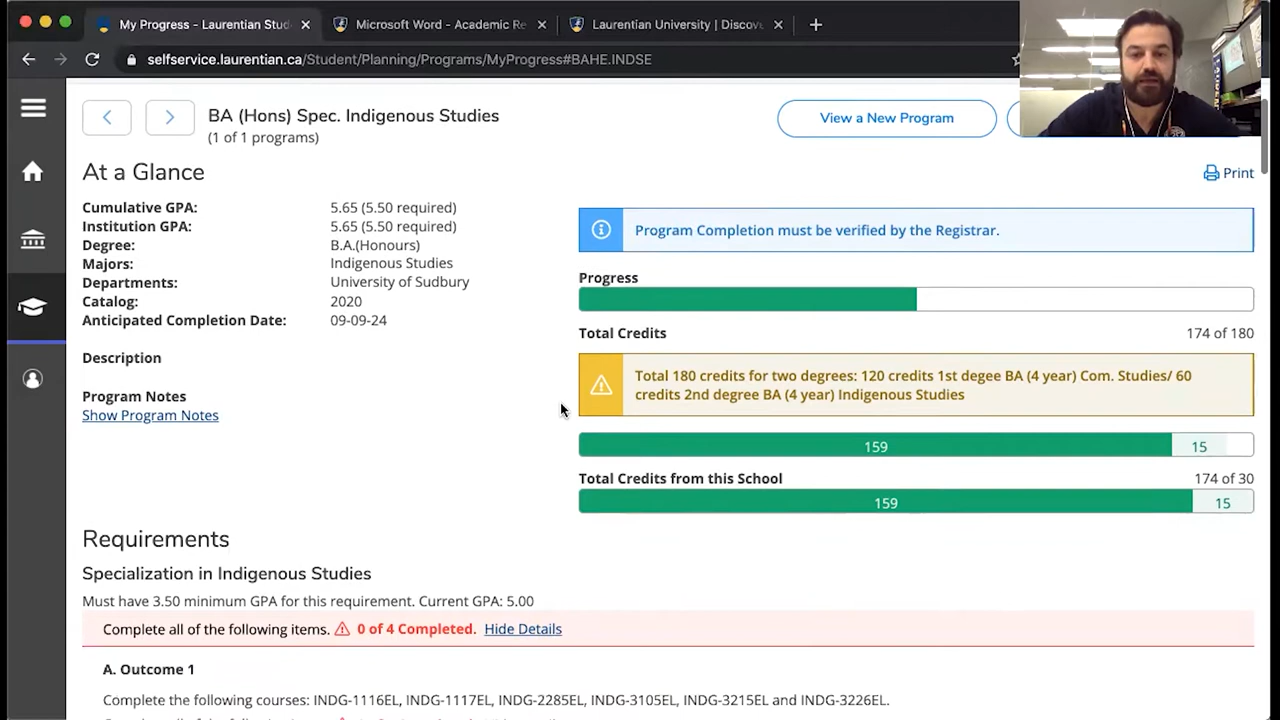 My Progress - Laurentian Stud
Microsoft Word - Academic Re
Laurentian University | Discov
selfservice.laurentian.ca/Student/Planning/Programs/MyProgress#BAHE.INDSE
BA (Hons) Spec. Indigenous Studies
(1 of 1 programs)
View a New Program
At a Glance
Print
Cumulative GPA: 5.65 (5.50 required)
Institution GPA: 5.65 (5.50 required)
Degree: B.A.(Honours)
Majors: Indigenous Studies
Departments: University of Sudbury
Catalog: 2020
Anticipated Completion Date: 09-09-24
Description
Program Notes
Show Program Notes
Program Completion must be verified by the Registrar.
Progress
Total Credits 174 of 180
Total 180 credits for two degrees: 120 credits 1st degee BA (4 year) Com. Studies/ 60
credits 2nd degree BA (4 year) Indigenous Studies
159 15
Total Credits from this School 174 of 30
159 15
Requirements
Specialization in Indigenous Studies
Must have 3.50 minimum GPA for this requirement. Current GPA: 5.00
Complete all of the following items. 0 of 4 Completed. Hide Details
A. Outcome 1
Complete the following courses: INDG-1116EL, INDG-1117EL, INDG-2285EL, INDG-3105EL, INDG-3215EL and INDG-3226EL.